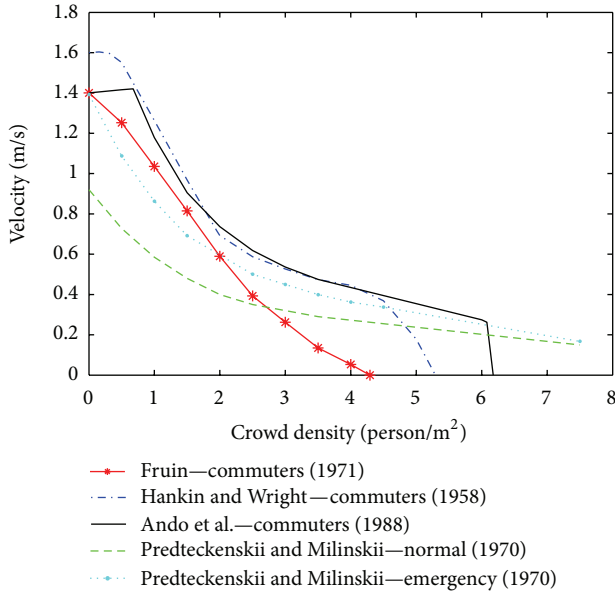 1.8
1.6
1.4
1.2
1
0.8
0.6
0.4
0.2
0
Velocity (m/s)
0 1 2 3 4 5 6 7 8
Crowd density (person/m²)
Fruin—commuters (1971)
Hankin and Wright—commuters (1958)
Ando et al.—commuters (1988)
Predteckenskii and Milinskii—normal (1970)
Predteckenskii and Milinskii—emergency (1970)